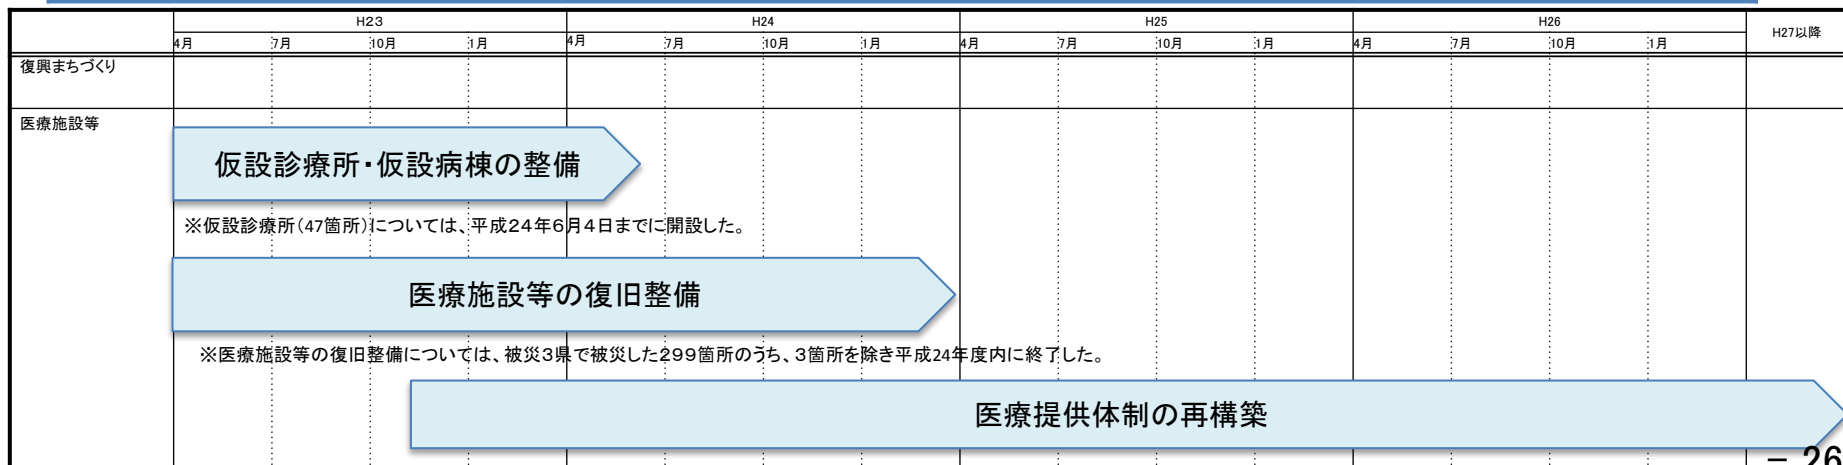 H23 H24 H25 H26 H27以降
4月 7月 10月 1月 4月 7月 10月 1月 4月 7月 10月 1月 4月 7月 10月 1月
復興まちづくり
医療施設等
仮設診療所・仮設病棟の整備
※仮設診療所(47箇所)については、平成24年6月4日までに開設した。
医療施設等の復旧整備
※医療施設等の復旧整備については、被災3県で被災した299箇所のうち、3箇所を除き平成24年度内に終了した。
医療提供体制の再構築
- 26